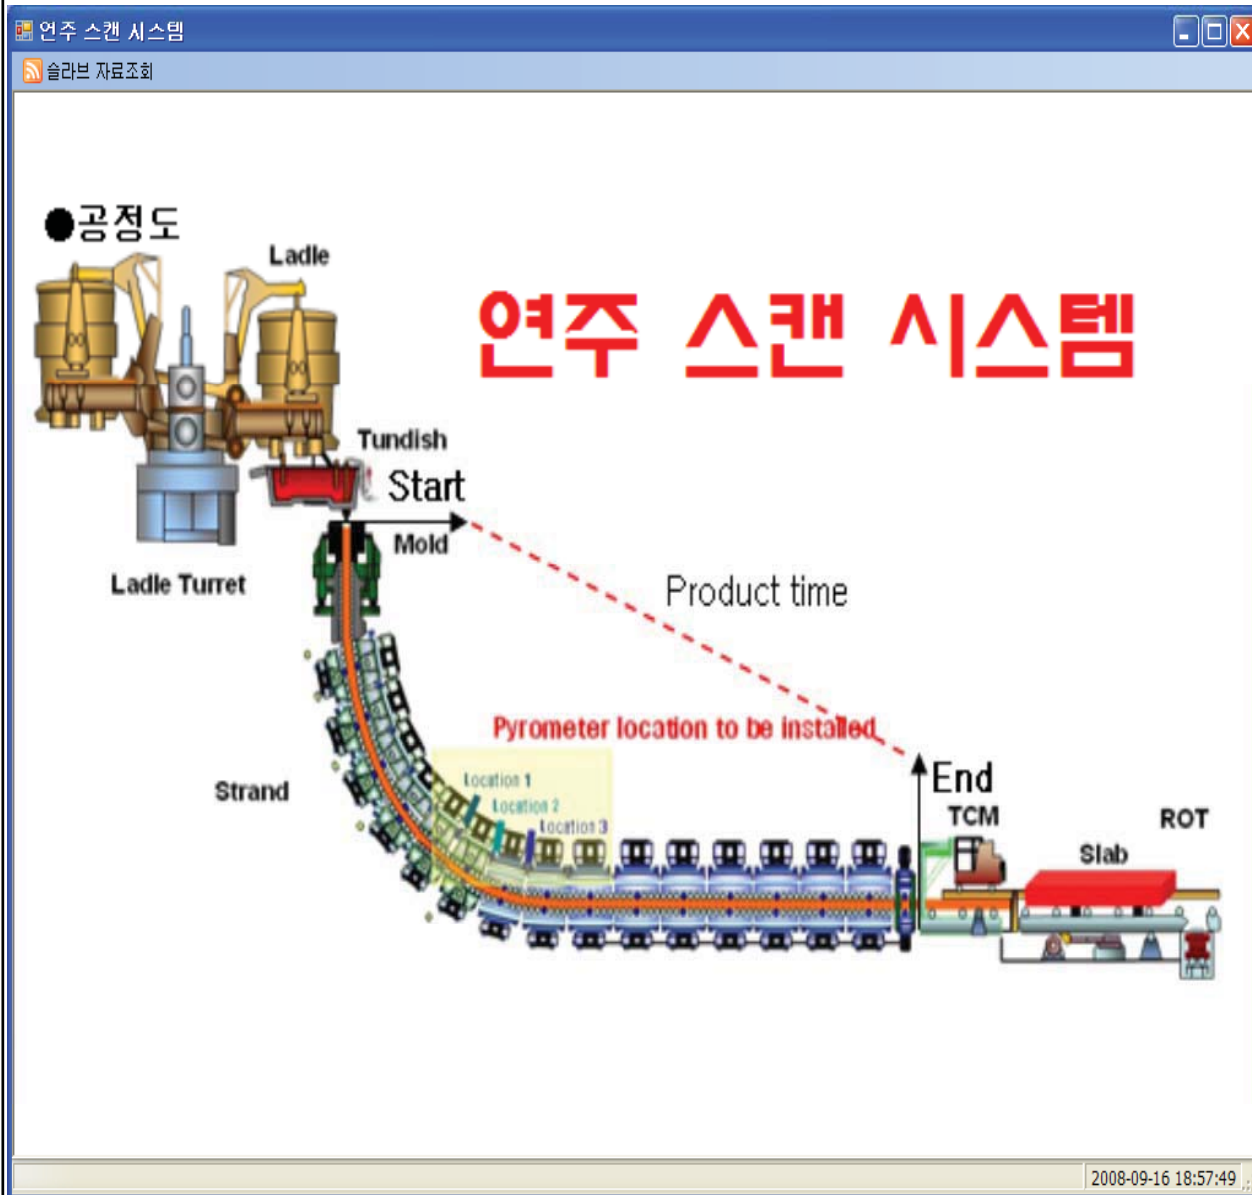 연주 스캔 시스템
슬라브 자료조회
●공정도
Ladle
연주 스캔 시스템
Tundish
Start
Mold
Ladle Turret
Product time
Pyrometer location to be installed
Strand
Location 1
Location 2
Location 3
End
TCM
ROT
Slab
2008-09-16 18:57:49